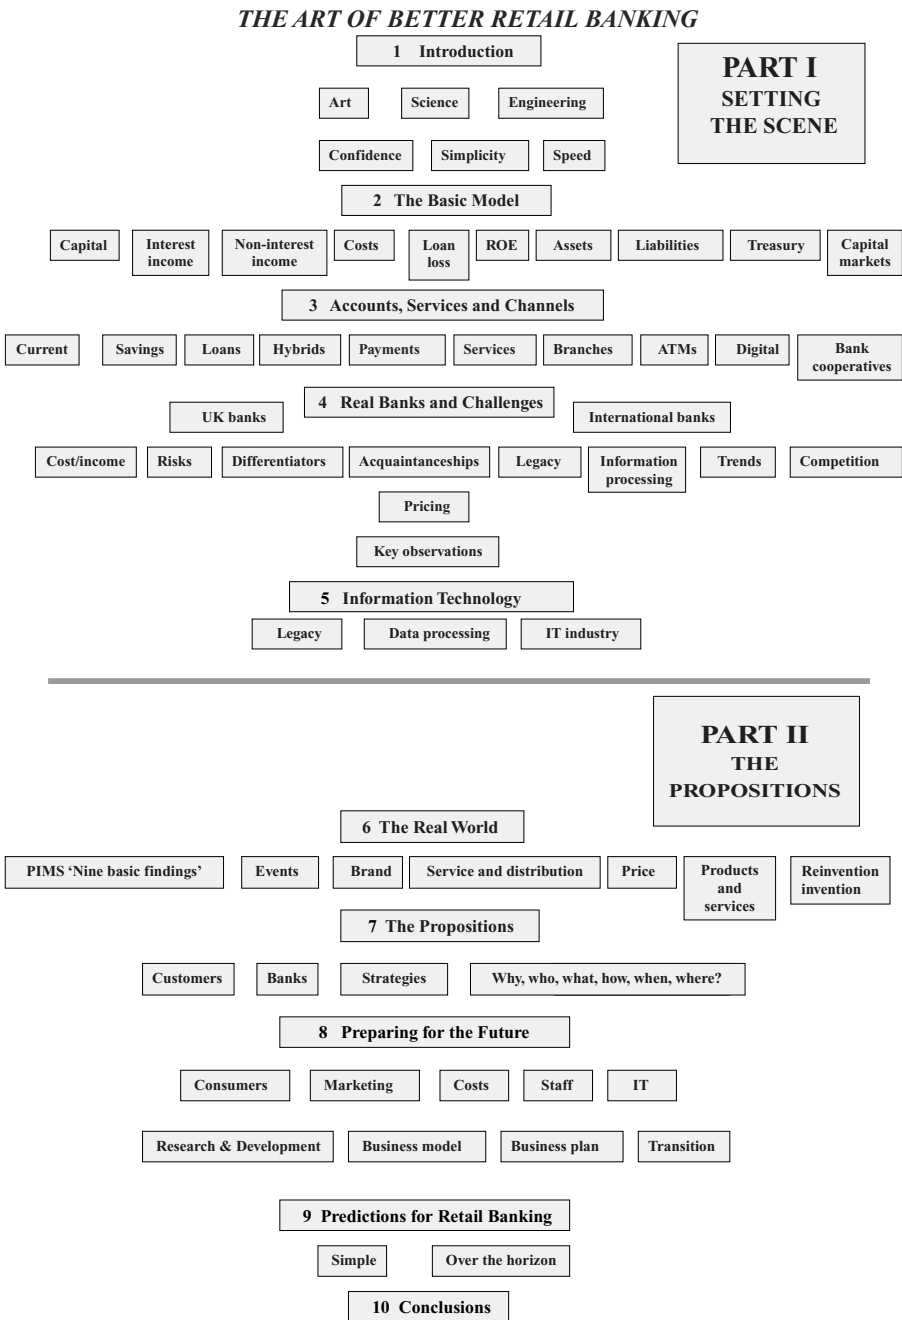 THE ART OF BETTER RETAIL BANKING
1 Introduction
PART I
SETTING
THE SCENE
Art
Science
Engineering
Confidence
Simplicity
Speed
2 The Basic Model
Capital
Interest
income
Non-interest
income
Costs
Loan
loss
ROE
Assets
Liabilities
Treasury
Capital
markets
3 Accounts, Services and Channels
Current
Savings
Loans
Hybrids
Payments
Services
Branches
ATMs
Digital
Bank
cooperatives
4 Real Banks and Challenges
UK banks
International banks
Cost/income
Risks
Differentiators
Acquaintanceships
Legacy
Information
processing
Trends
Competition
Pricing
Key observations
5 Information Technology
Legacy
Data processing
IT industry
PART II
THE
PROPOSITIONS
6 The Real World
PIMS ‘Nine basic findings’
Events
Brand
Service and distribution
Price
Products
and
services
Reinvention
invention
7 The Propositions
Customers
Banks
Strategies
Why, who, what, how, when, where?
8 Preparing for the Future
Consumers
Marketing
Costs
Staff
IT
Research & Development
Business model
Business plan
Transition
9 Predictions for Retail Banking
Simple
Over the horizon
10 Conclusions